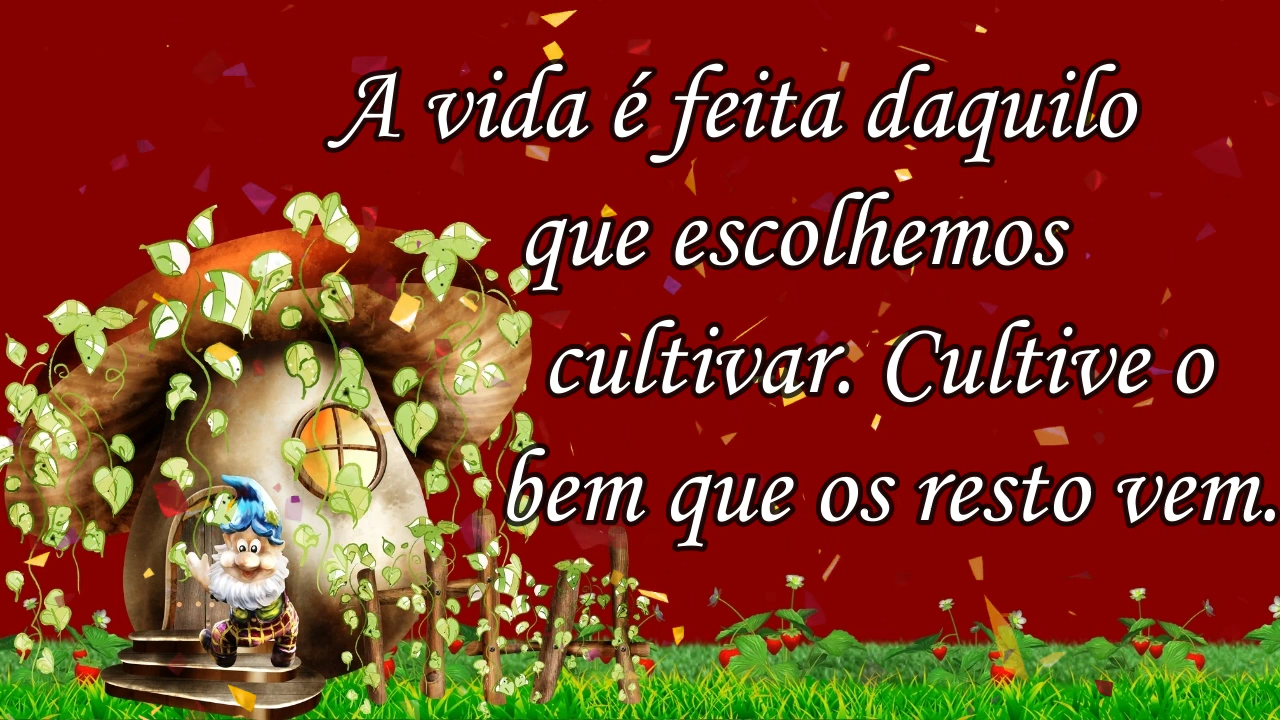 A vida é feita daquilo
que escolhemos
cultivar. Cultive o
bem que os resto vem.